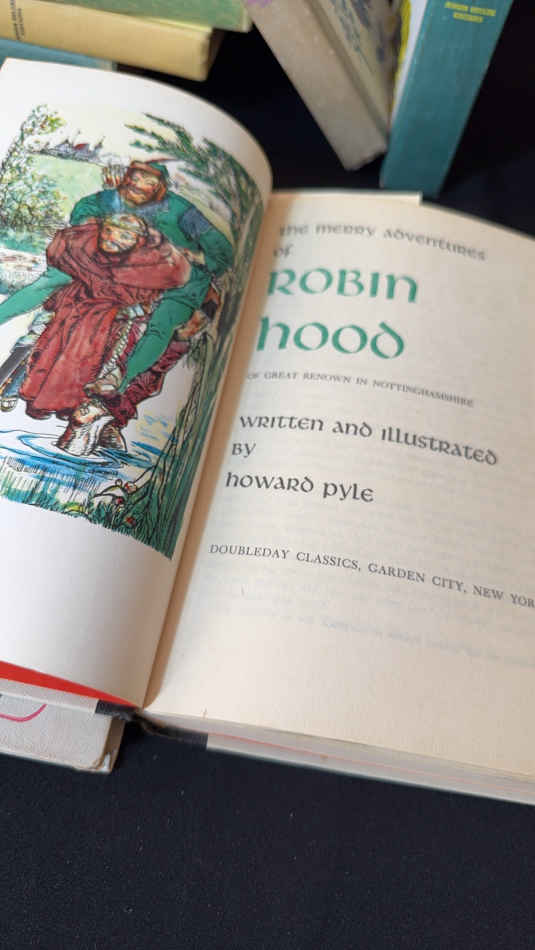 THE MERRY ADVENTURES
OF
ROBIN
HOOD
OF GREAT RENOWN IN NOTTINGHAMSHIRE
WRITTEN AND ILLUSTRATED
BY
HOWARD PYLE
DOUBLEDAY CLASSICS, GARDEN CITY, NEW YOR